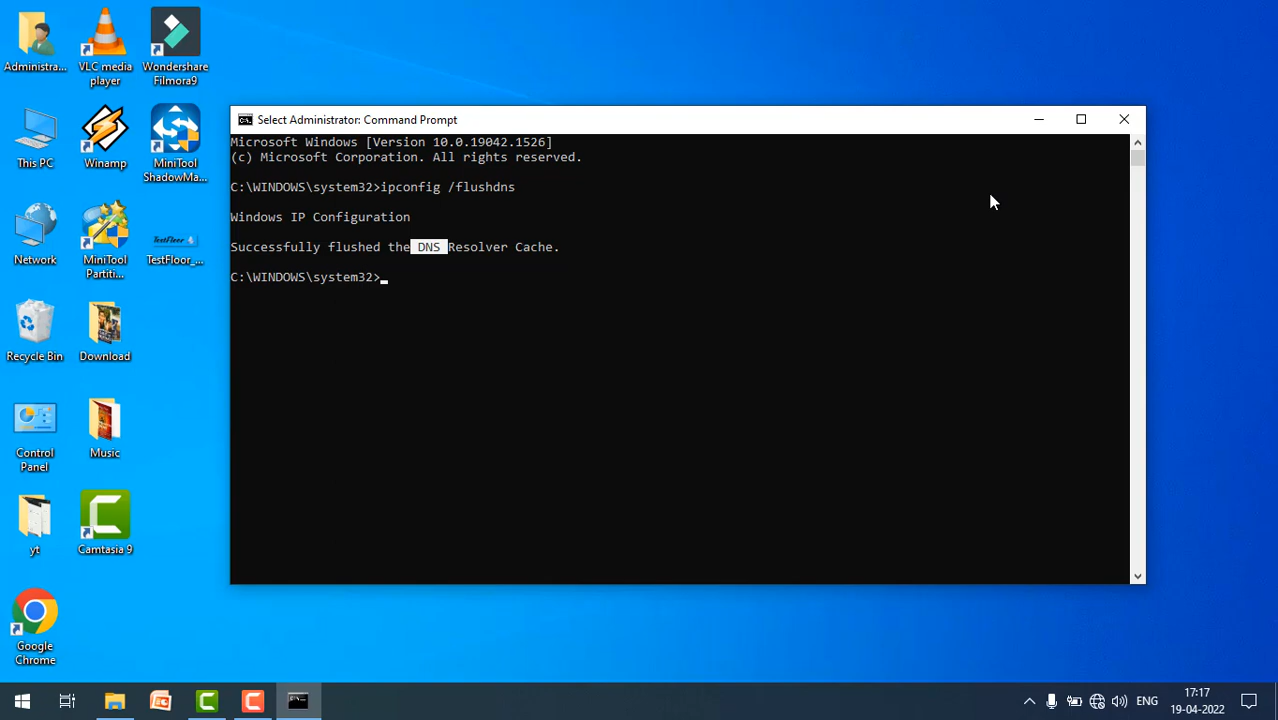 Administra...
VLC media
player
Wondershare
Filmora9
This PC
Winamp
MiniTool
ShadowMa...
Network
MiniTool
Partiti...
TestFloor
TestFloor_...
Recycle Bin
Download
Control
Panel
Music
yt
Camtasia 9
Google
Chrome
Select Administrator: Command Prompt
Microsoft Windows [Version 10.0.19042.1526]
(c) Microsoft Corporation. All rights reserved.
C:\WINDOWS\system32>ipconfig /flushdns
Windows IP Configuration
Successfully flushed the DNS Resolver Cache.
C:\WINDOWS\system32>
ENG
17:17
19-04-2022